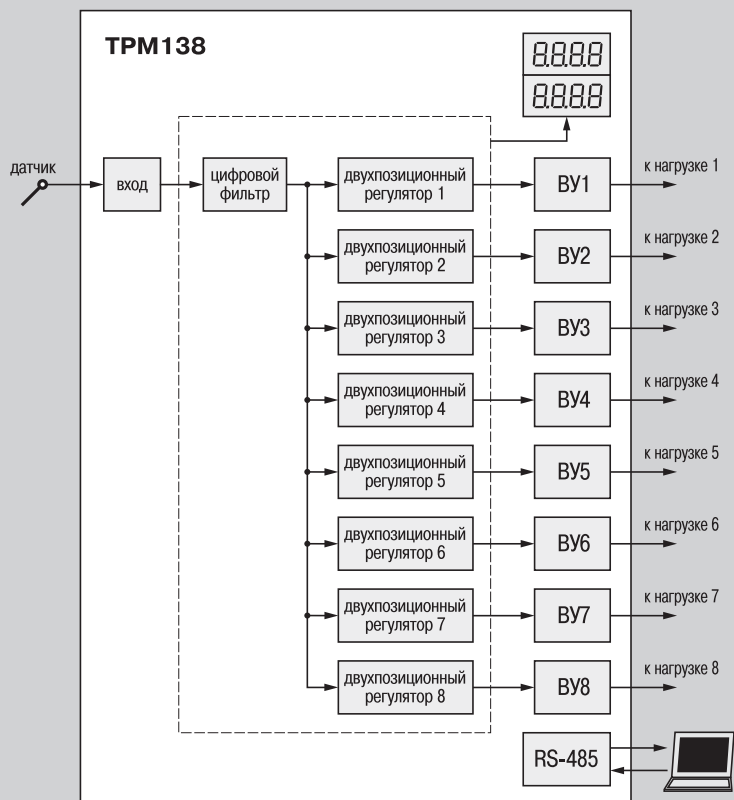 ТРМ138
8.8.8.8
8.8.8.8
датчик
вход
цифровой
фильтр
двухпозиционный
регулятор 1
ВУ1
к нагрузке 1
двухпозиционный
регулятор 2
ВУ2
к нагрузке 2
двухпозиционный
регулятор 3
ВУ3
к нагрузке 3
двухпозиционный
регулятор 4
ВУ4
к нагрузке 4
двухпозиционный
регулятор 5
ВУ5
к нагрузке 5
двухпозиционный
регулятор 6
ВУ6
к нагрузке 6
двухпозиционный
регулятор 7
ВУ7
к нагрузке 7
двухпозиционный
регулятор 8
ВУ8
к нагрузке 8
RS-485